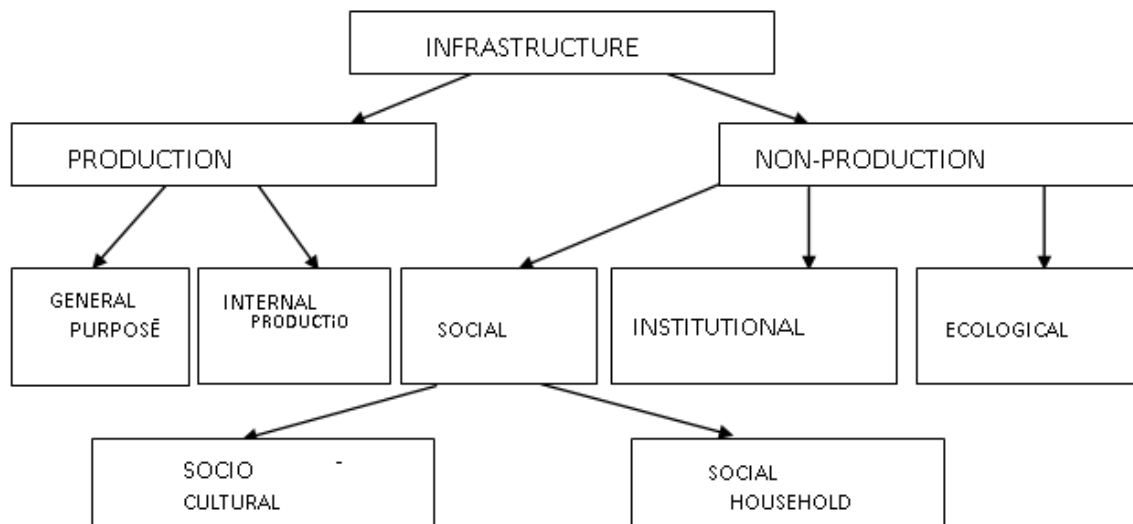 INFRASTRUCTURE
PRODUCTION
NON-PRODUCTION
GENERAL
PURPOSĒ
INTERNAL
PRODUCTiO
SOCIAL
INSTITUTIONAL
ECOLOGICAL
SOCIO -
CULTURAL
SOCIAL
HOUSEHOLD